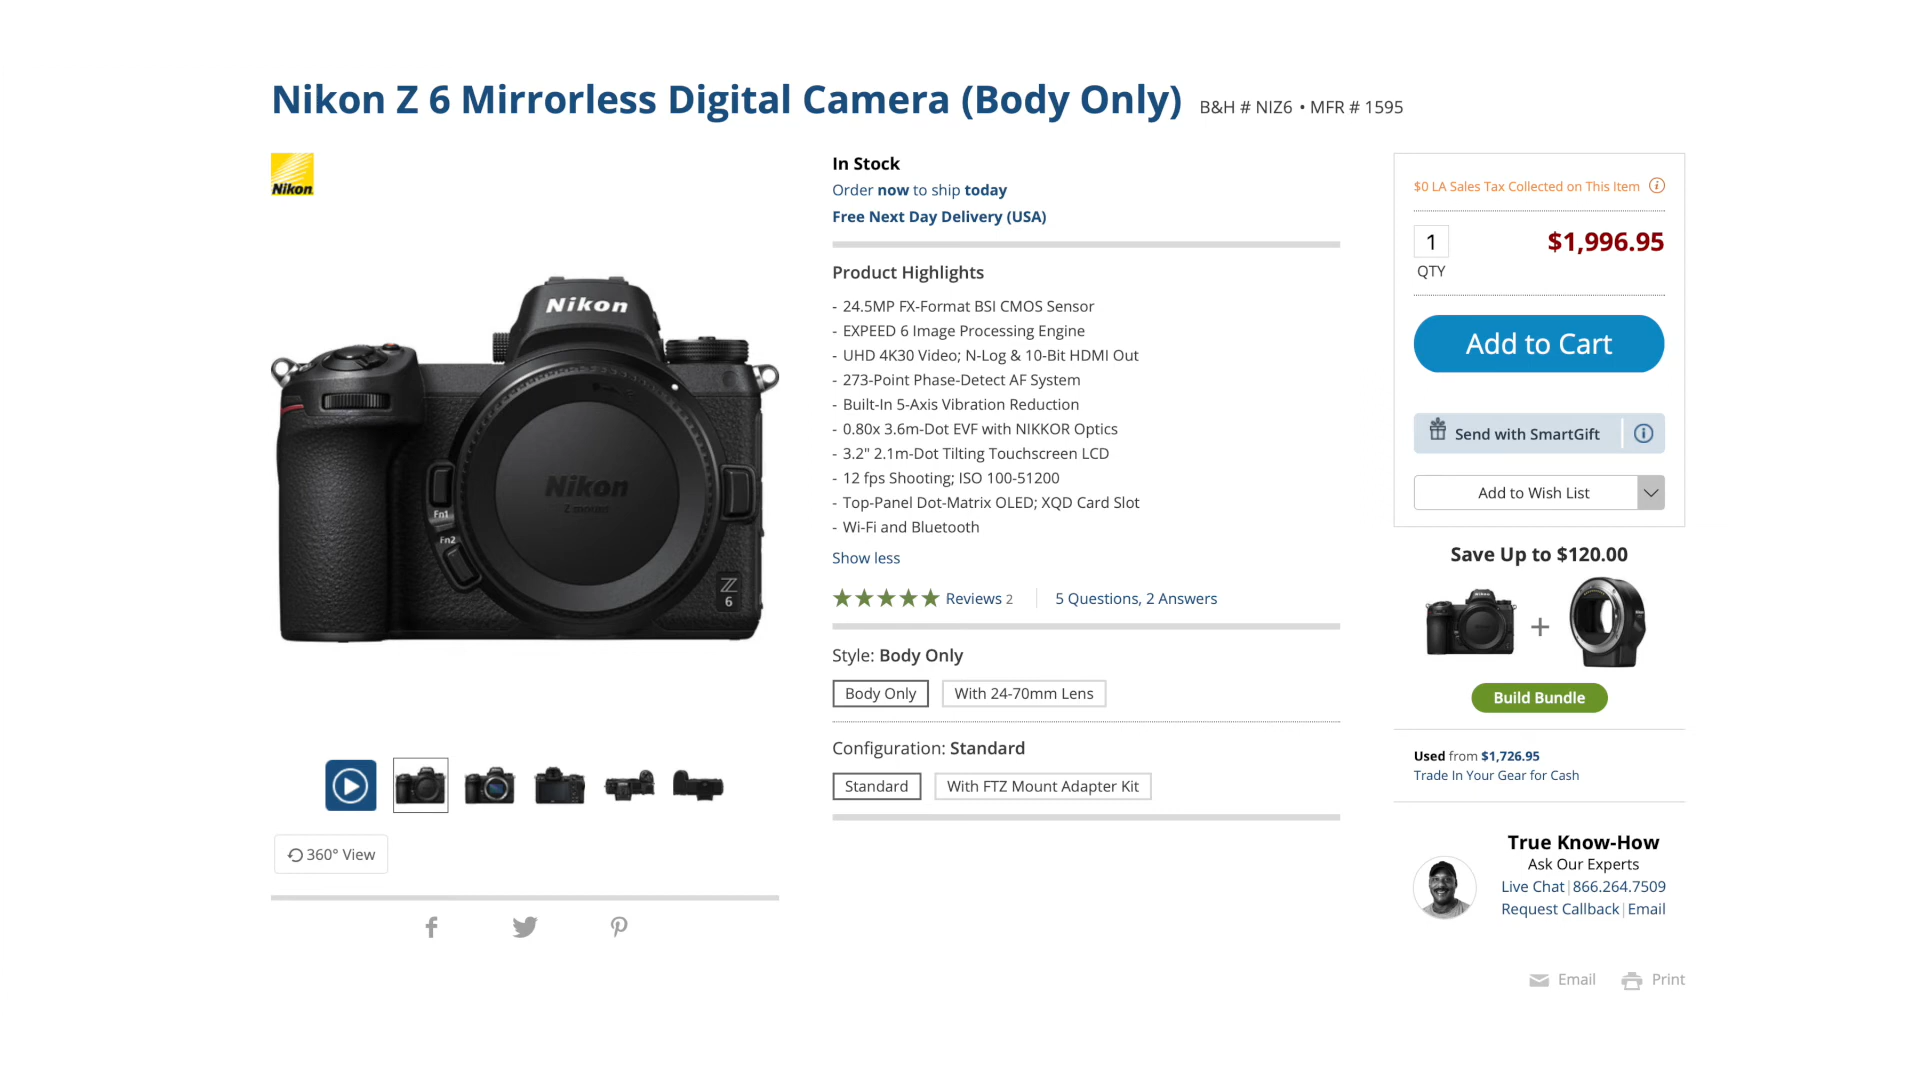 Nikon Z 6 Mirrorless Digital Camera (Body Only) B&H # NIZ6 • MFR # 1595
Nikon
Nikon
Nikon
Z mount
Fn1
Fn2
Z
6
360° View
In Stock
Order now to ship today
Free Next Day Delivery (USA)
Product Highlights
- 24.5MP FX-Format BSI CMOS Sensor
- EXPEED 6 Image Processing Engine
- UHD 4K30 Video; N-Log & 10-Bit HDMI Out
- 273-Point Phase-Detect AF System
- Built-In 5-Axis Vibration Reduction
- 0.80x 3.6m-Dot EVF with NIKKOR Optics
- 3.2" 2.1m-Dot Tilting Touchscreen LCD
- 12 fps Shooting; ISO 100-51200
- Top-Panel Dot-Matrix OLED; XQD Card Slot
- Wi-Fi and Bluetooth
Show less
Reviews 2 5 Questions, 2 Answers
Style: Body Only
Body Only With 24-70mm Lens
Configuration: Standard
Standard With FTZ Mount Adapter Kit
$0 LA Sales Tax Collected on This Item
1 $1,996.95
QTY
Add to Cart
Send with SmartGift
Add to Wish List
Save Up to $120.00
+
Build Bundle
Used from $1,726.95
Trade In Your Gear for Cash
True Know-How
Ask Our Experts
Live Chat | 866.264.7509
Request Callback | Email
Email Print